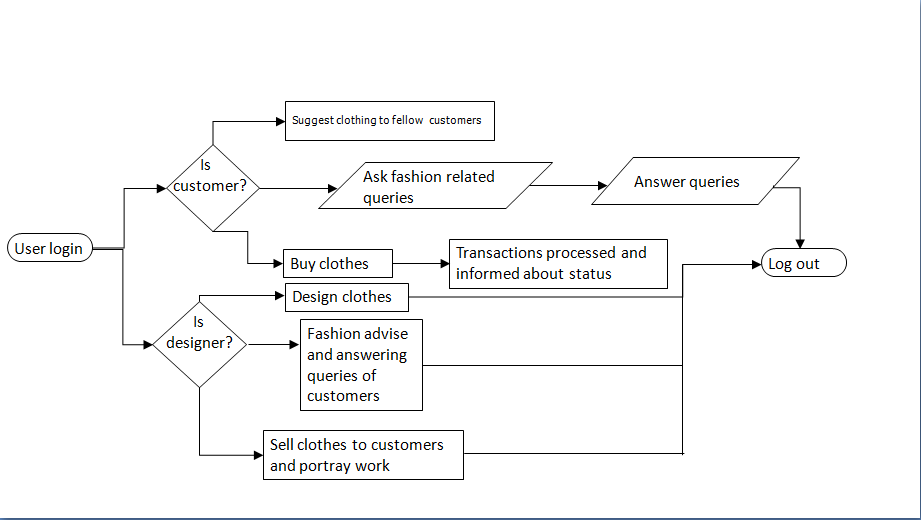 Suggest clothing to fellow customers
Is
customer?
Ask fashion related
queries
Answer queries
User login
Buy clothes
Transactions processed and
informed about status
Log out
Design clothes
Is
designer?
Fashion advise
and answering
queries of
customers
Sell clothes to customers
and portray work